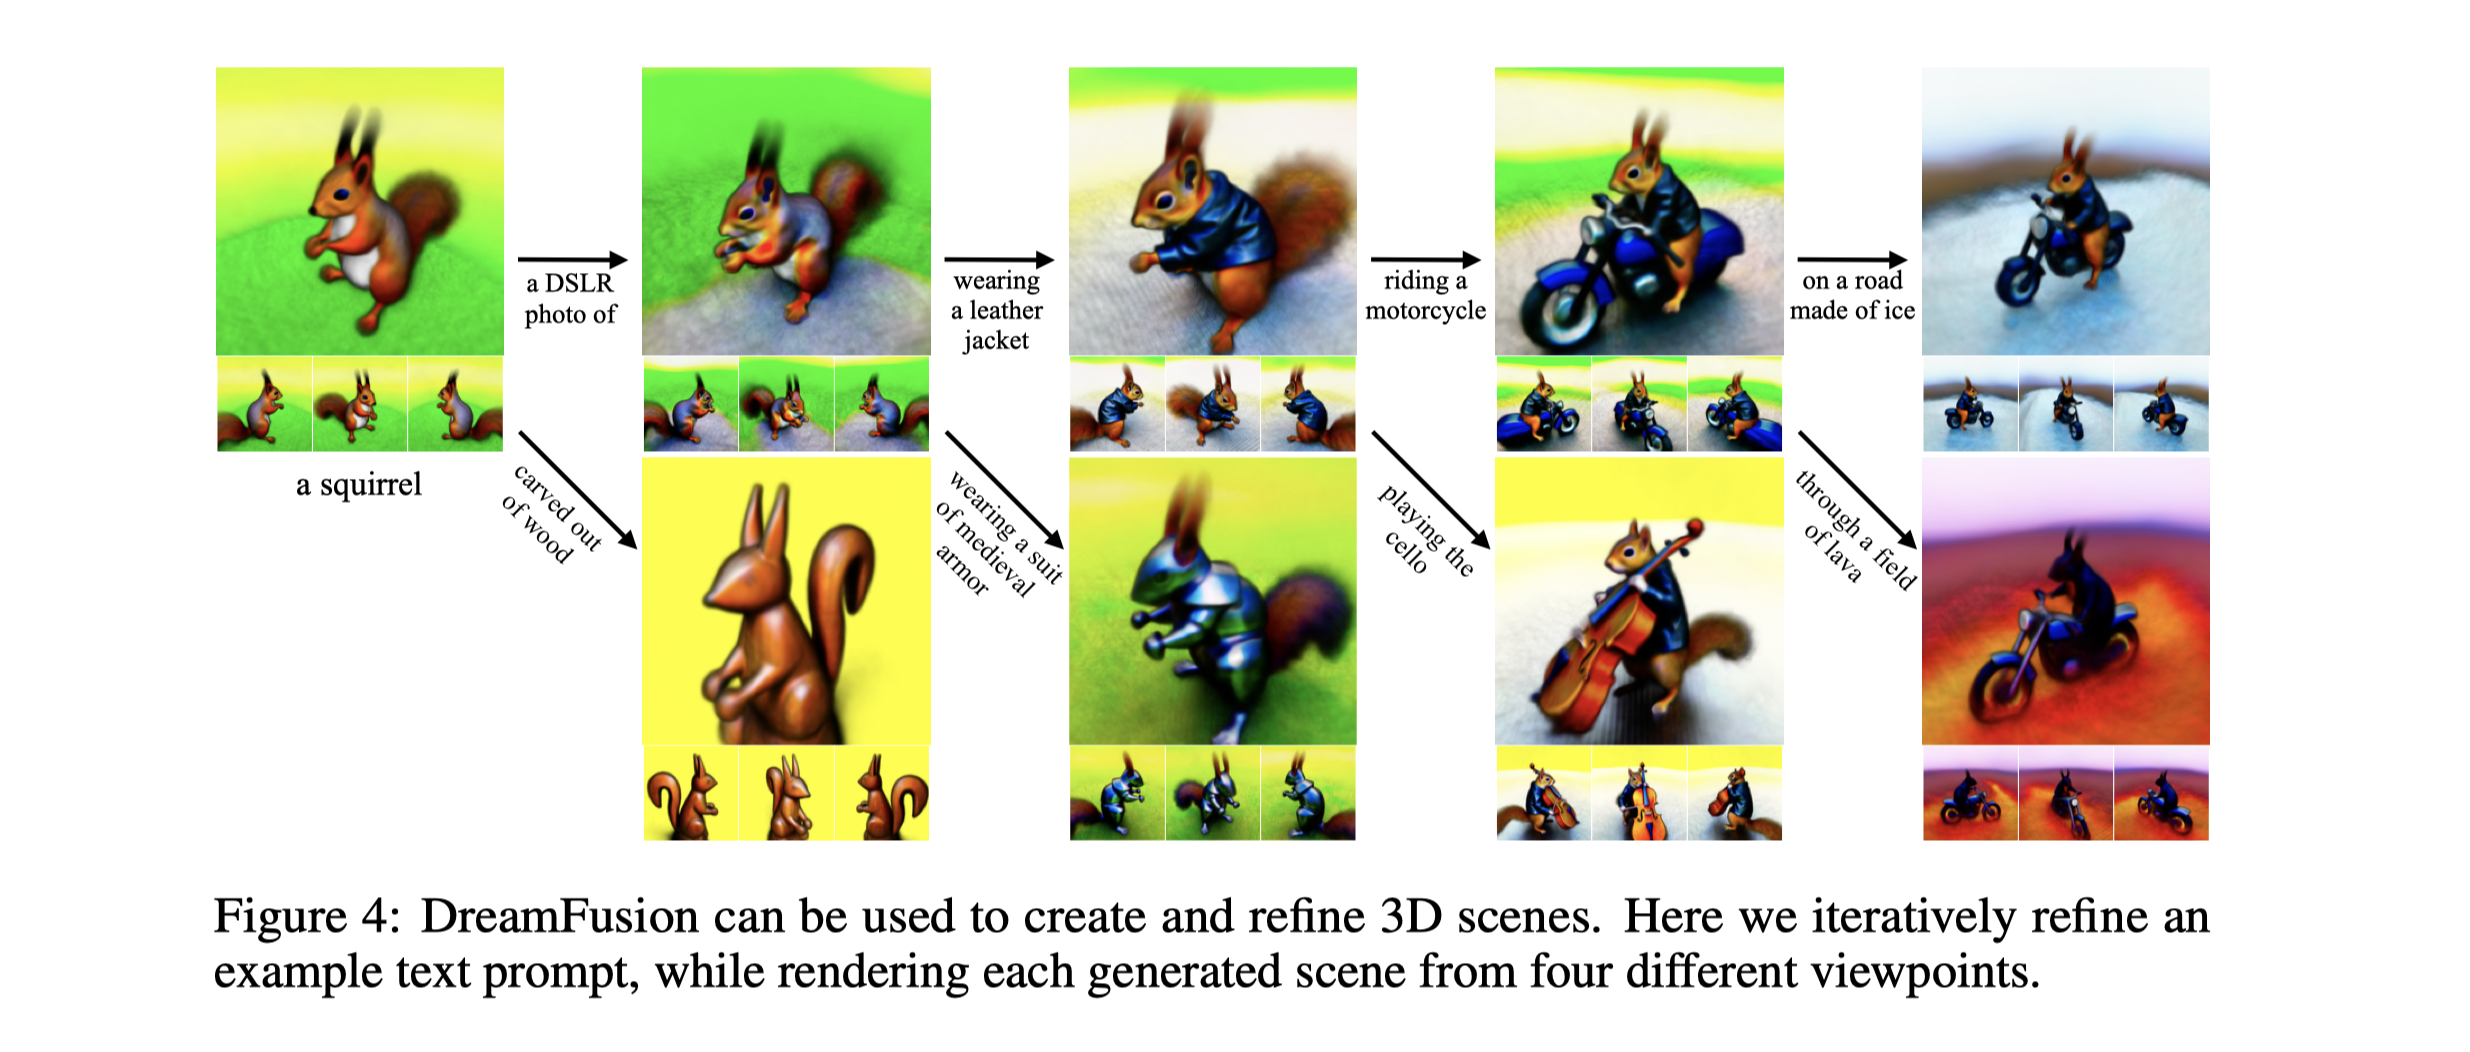 a DSLR
photo of
wearing
a leather
jacket
riding a
motorcycle
on a road
made of ice
a squirrel
carved out
of wood
wearing a suit
of medieval
armor
playing the
cello
through a field
of lava
Figure 4: DreamFusion can be used to create and refine 3D scenes. Here we iteratively refine an
example text prompt, while rendering each generated scene from four different viewpoints.